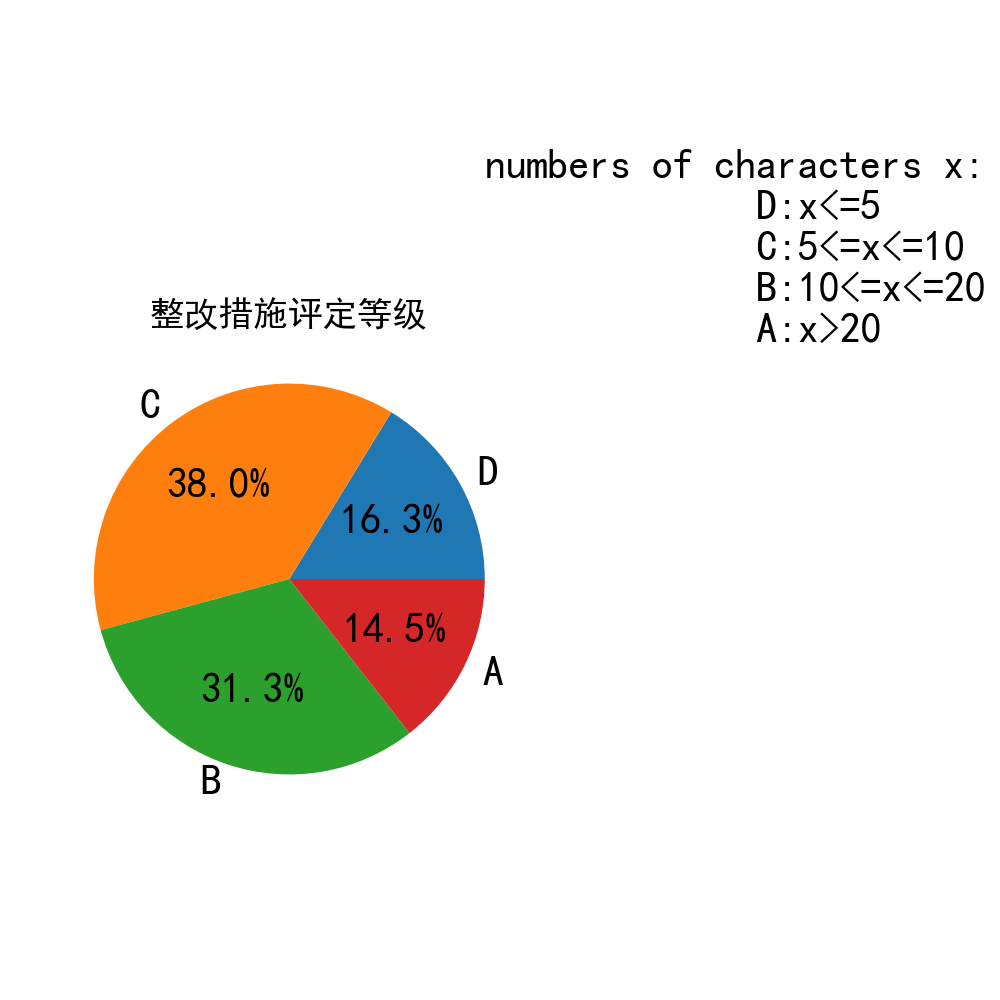 numbers of characters x:
D:x<=5
C:5<=x<=10
B:10<=x<=20
A:x>20
整改措施评定等级
C
D
38.0%
16.3%
14.5%
A
31.3%
B